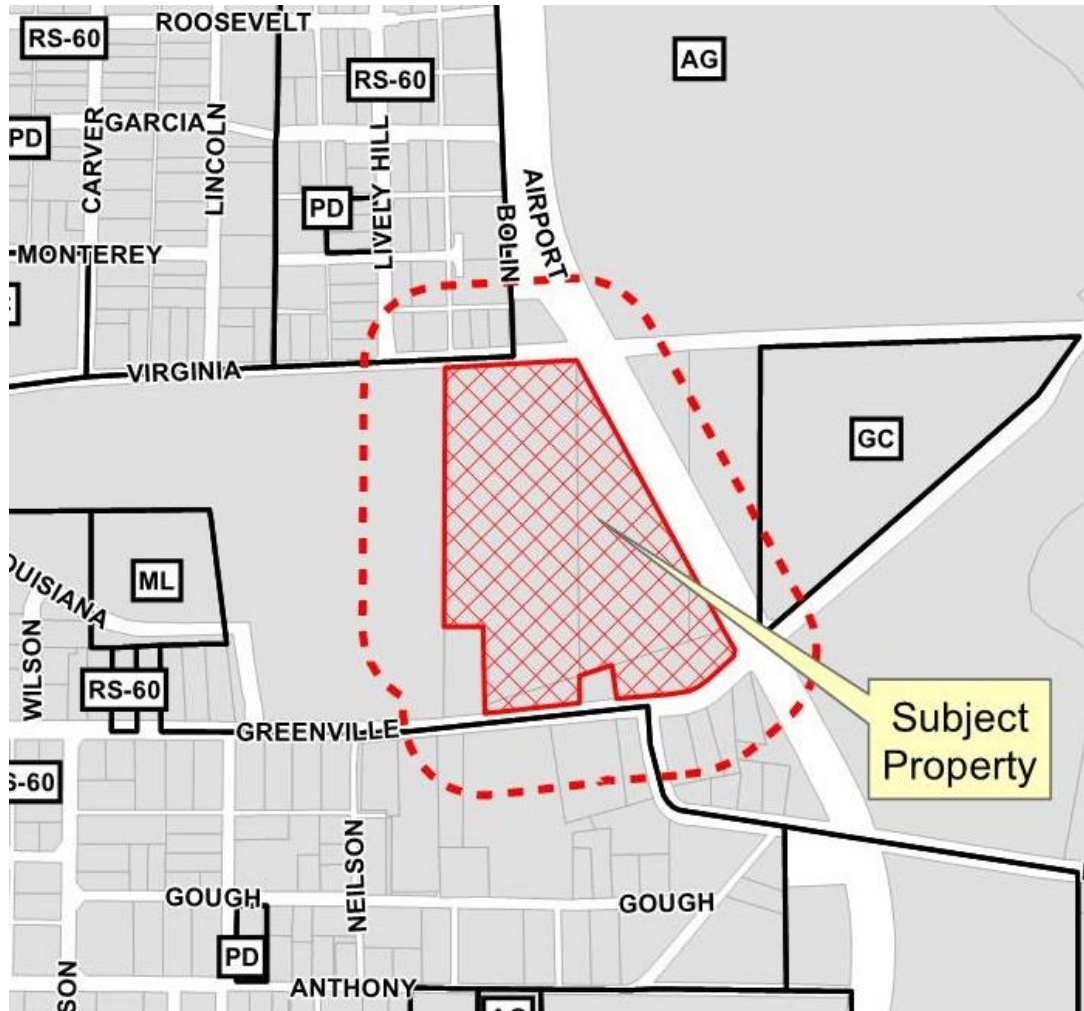 ROOSEVELT
RS-60
RS-60
AG
GARCIA
PD
CARVER
LINCOLN
LIVELY HILL
PD
AIRPORT
BOLIN
MONTEREY
VIRGINIA
GC
ML
WILSON
RS-60
GREENVILLE
Subject
Property
S-60
NEILSON
GOUGH
GOUGH
PD
ANTHONY